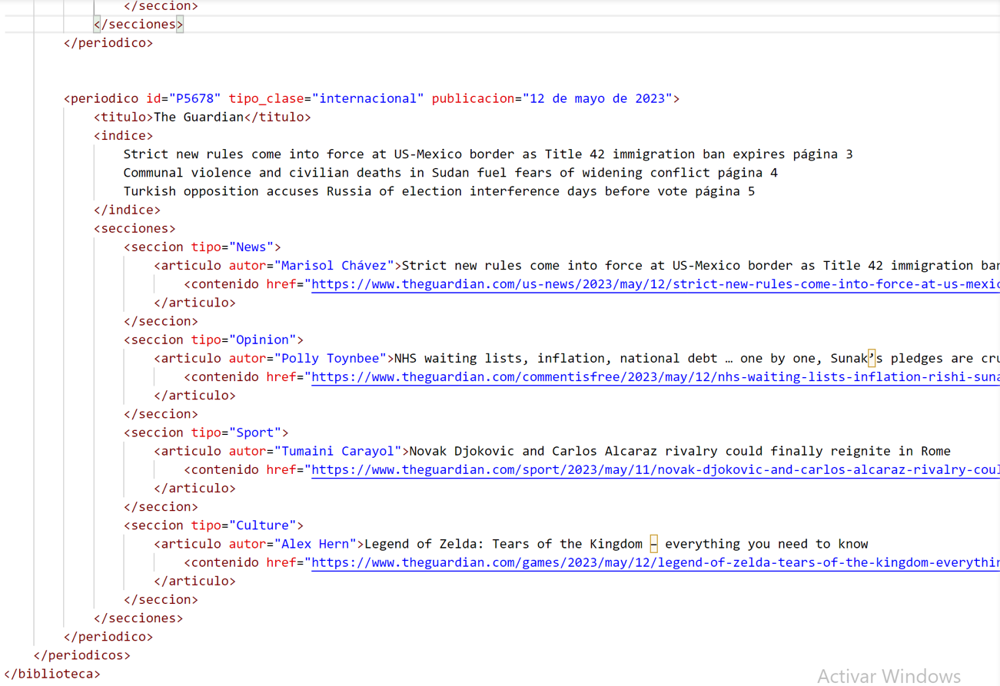 </seccion>
</secciones>
</periodico>
<periodico id="P5678" tipo_clase="internacional" publicacion="12 de mayo de 2023">
<titulo>The Guardian</titulo>
<indice>
Strict new rules come into force at US-Mexico border as Title 42 immigration ban expires página 3
Communal violence and civilian deaths in Sudan fuel fears of widening conflict página 4
Turkish opposition accuses Russia of election interference days before vote página 5
</indice>
<secciones>
<seccion tipo="News">
<articulo autor="Marisol Chávez">Strict new rules come into force at US-Mexico border as Title 42 immigration ban
<contenido href="https://www.theguardian.com/us-news/2023/may/12/strict-new-rules-come-into-force-at-us-mexic
</articulo>
</seccion>
<seccion tipo="Opinion">
<articulo autor="Polly Toynbee">NHS waiting lists, inflation, national debt … one by one, Sunak’s pledges are cru
<contenido href="https://www.theguardian.com/commentisfree/2023/may/12/nhs-waiting-lists-inflation-rishi-suna
</articulo>
</seccion>
<seccion tipo="Sport">
<articulo autor="Tumaini Carayol">Novak Djokovic and Carlos Alcaraz rivalry could finally reignite in Rome
<contenido href="https://www.theguardian.com/sport/2023/may/11/novak-djokovic-and-carlos-alcaraz-rivalry-coul
</articulo>
</seccion>
<seccion tipo="Culture">
<articulo autor="Alex Hern">Legend of Zelda: Tears of the Kingdom – everything you need to know
<contenido href="https://www.theguardian.com/games/2023/may/12/legend-of-zelda-tears-of-the-kingdom-everythin
</articulo>
</seccion>
</secciones>
</periodico>
</periodicos>
</biblioteca>
Activar Windows